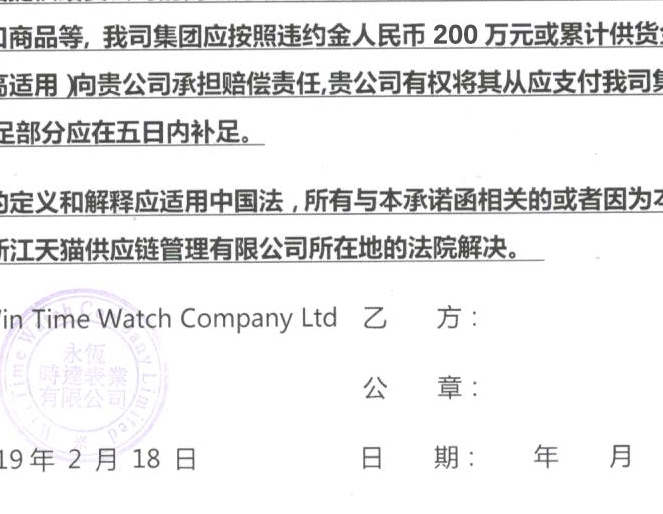 商品等, 我司集团应按照违约金人民币 200 万元或累计供货
高适用 )向贵公司承担赔偿责任,贵公司有权将其从应支付我司集
足部分应在五日内补足。
的定义和解释应适用中国法 , 所有与本承诺函相关的或者因为本
浙江天猫供应链管理有限公司所在地的法院解决。
Win Time Watch Company Ltd 乙 方：
Win Time Watch Company Limited
永恆
時達表業
有限公司
公 章：
19 年 2 月 18 日 日 期： 年 月